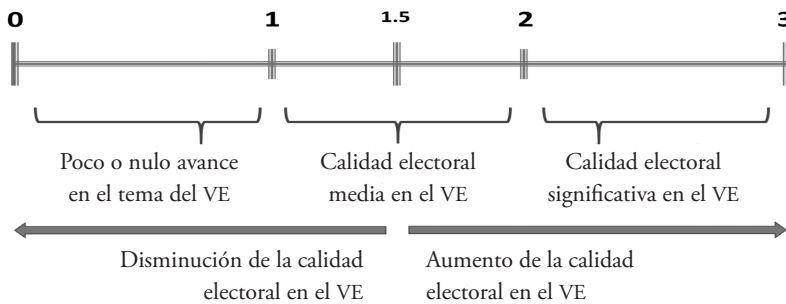 0 1 1.5 2 3
Poco o nulo avance
en el tema del VE
Calidad electoral
media en el VE
Calidad electoral
significativa en el VE
Disminución de la calidad
electoral en el VE
Aumento de la calidad
electoral en el VE